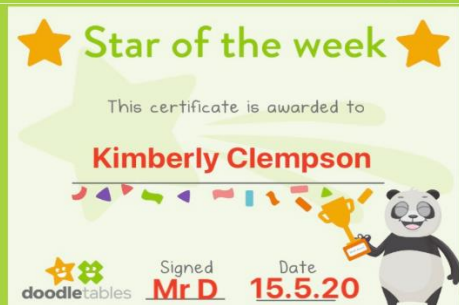 Star of the week
This certificate is awarded to
Kimberly Clempson
Signed Date
Mr D 15.5.20
doodletables